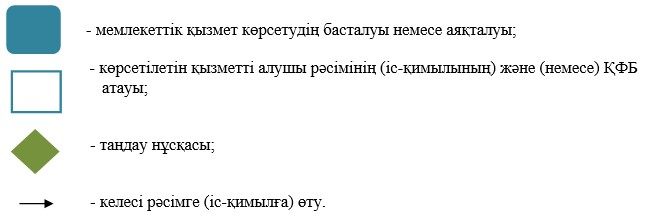 - мемлекеттік қызмет көрсетудің басталуы немесе аяқталуы;
- көрсетілетін қызметті алушы рәсімінің (іс-қимылының) және (немесе) ҚФБ
атауы;
- таңдау нұсқасы;
- келесі рәсімге (іс-қимылға) өту.